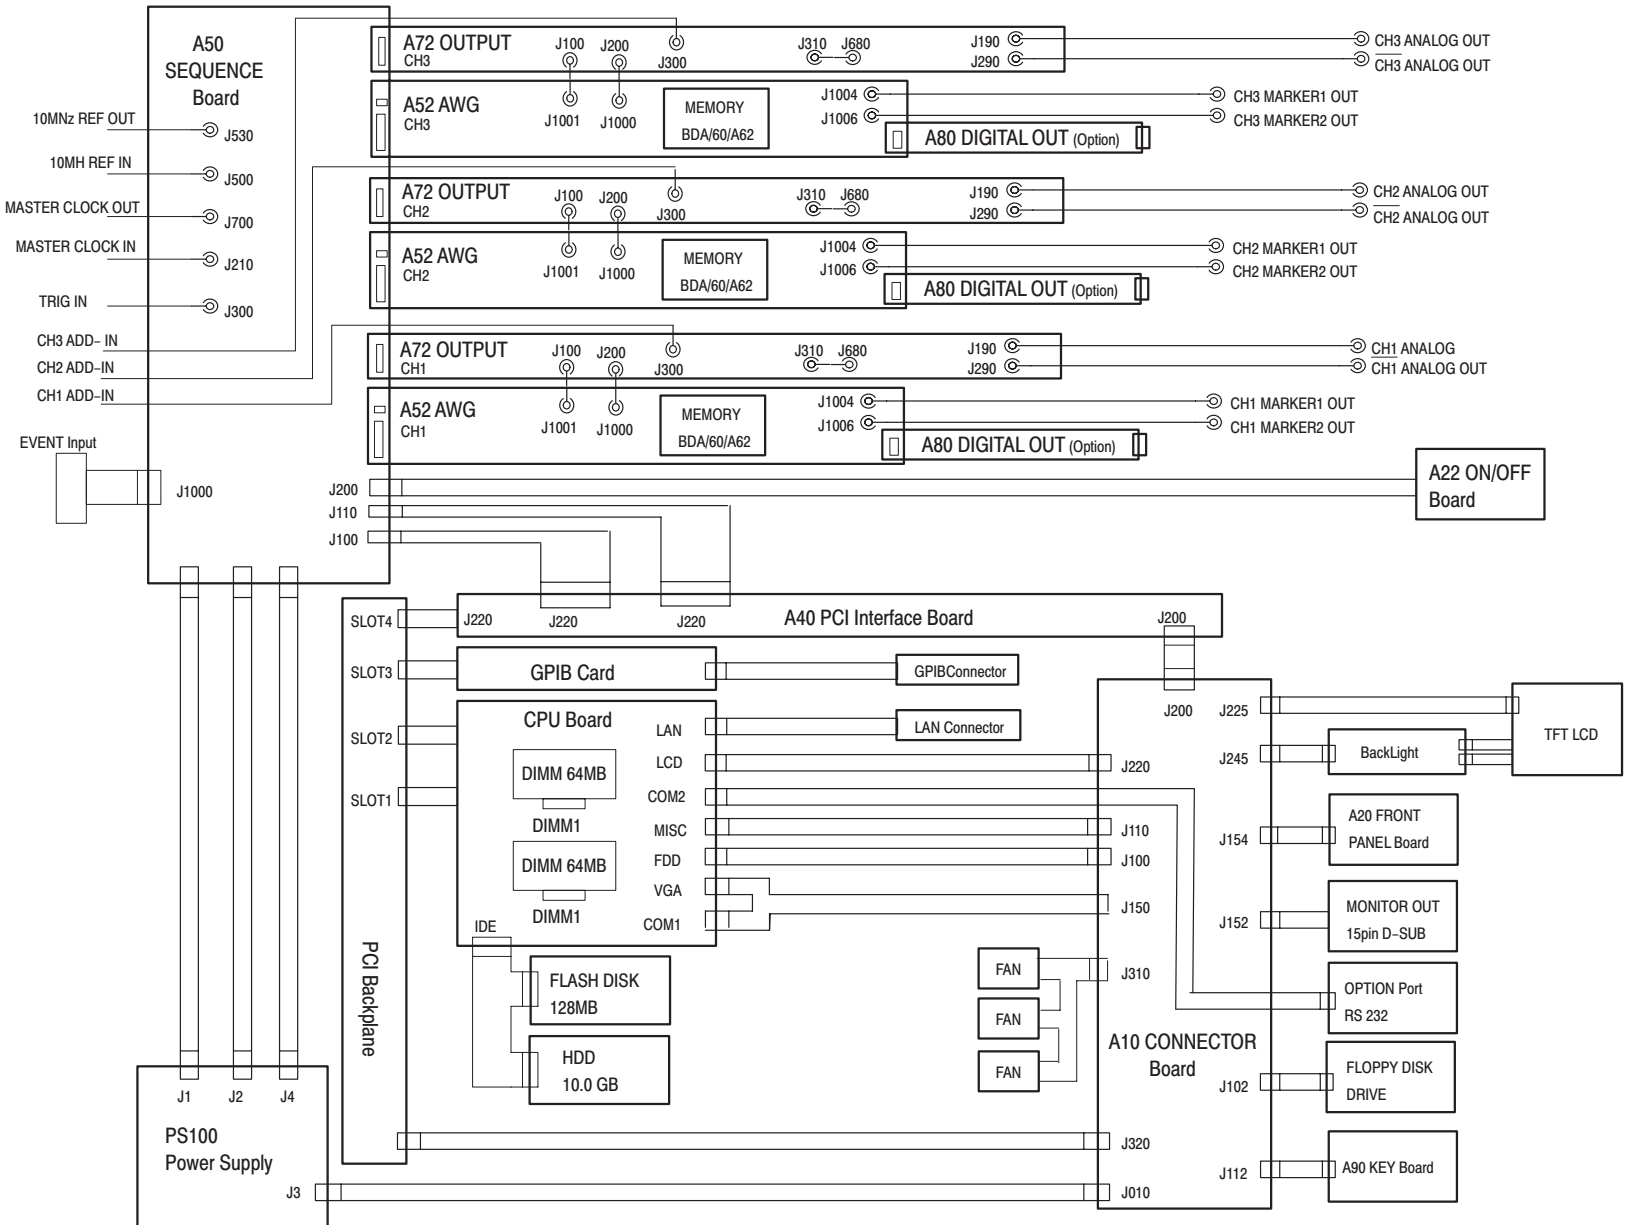 A50
SEQUENCE
Board
10MNz REF OUT
J530
10MH REF IN
J500
MASTER CLOCK OUT
J700
MASTER CLOCK IN
J210
TRIG IN
J300
CH3 ADD- IN
CH2 ADD-IN
CH1 ADD-IN
EVENT Input
J1000
J200
J110
J100
A72 OUTPUT
CH3
J100
J200
J300
J310
J680
J190
J290
CH3 ANALOG OUT
CH3 ANALOG OUT
A52 AWG
CH3
J1001
J1000
MEMORY
BDA/60/A62
J1004
J1006
CH3 MARKER1 OUT
CH3 MARKER2 OUT
A80 DIGITAL OUT (Option)
A72 OUTPUT
CH2
J100
J200
J300
J310
J680
J190
J290
CH2 ANALOG OUT
CH2 ANALOG OUT
A52 AWG
CH2
J1001
J1000
MEMORY
BDA/60/A62
J1004
J1006
CH2 MARKER1 OUT
CH2 MARKER2 OUT
A80 DIGITAL OUT (Option)
A72 OUTPUT
CH1
J100
J200
J300
J310
J680
J190
J290
CH1 ANALOG
CH1 ANALOG OUT
A52 AWG
CH1
J1001
J1000
MEMORY
BDA/60/A62
J1004
J1006
CH1 MARKER1 OUT
CH1 MARKER2 OUT
A80 DIGITAL OUT (Option)
A22 ON/OFF
Board
SLOT4
SLOT3
SLOT2
SLOT1
PCI Backplane
J220
J220
J220
A40 PCI Interface Board
J200
GPIB Card
GPIBConnector
CPU Board
DIMM 64MB
DIMM1
DIMM 64MB
DIMM1
LAN
LCD
COM2
MISC
FDD
VGA
COM1
IDE
LAN Connector
FLASH DISK
128MB
HDD
10.0 GB
FAN
FAN
FAN
J200
J220
J110
J100
J150
J310
A10 CONNECTOR
Board
J320
J010
J225
J245
J154
J152
J102
J112
TFT LCD
BackLight
A20 FRONT
PANEL Board
MONITOR OUT
15pin D-SUB
OPTION Port
RS 232
FLOPPY DISK
DRIVE
A90 KEY Board
J1
J2
J4
PS100
Power Supply
J3